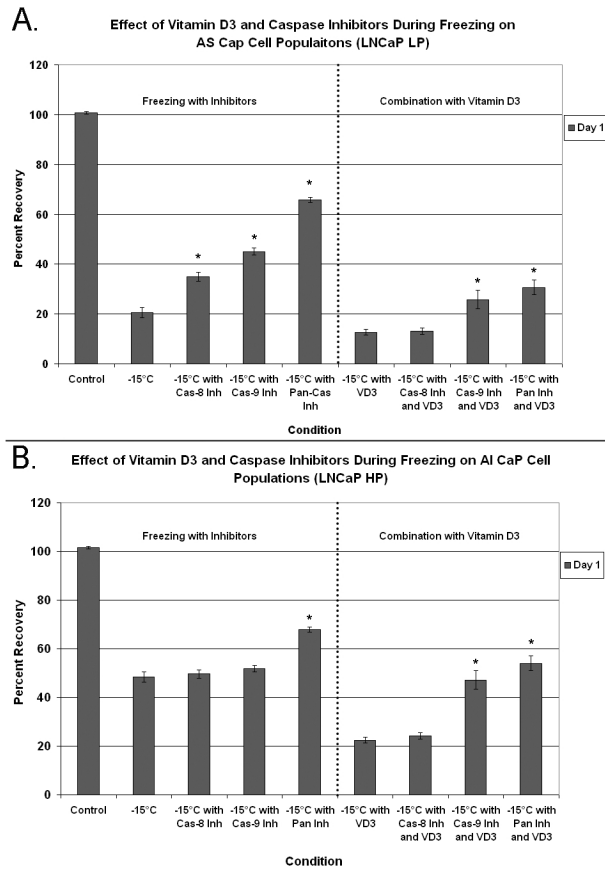 A.
Effect of Vitamin D3 and Caspase Inhibitors During Freezing on
AS Cap Cell Populaitons (LNCaP LP)
120
100
80
60
40
20
0
Percent Recovery
Freezing with Inhibitors
Combination with Vitamin D3
Day 1
*
*
*
*
*
Control
-15°C
-15°C with
Cas-8 Inh
-15°C with
Cas-9 Inh
-15°C with
Pan-Cas
Inh
-15°C with
VD3
-15°C with
Cas-8 Inh
and VD3
-15°C with
Cas-9 Inh
and VD3
-15°C with
Pan Inh
and VD3
Condition
B.
Effect of Vitamin D3 and Caspase Inhibitors During Freezing on AI CaP Cell
Populations (LNCaP HP)
120
100
80
60
40
20
0
Percent Recovery
Freezing with Inhibitors
Combination with Vitamin D3
Day 1
*
*
*
Control
-15°C
-15°C with
Cas-8 Inh
-15°C with
Cas-9 Inh
-15°C with
Pan Inh
-15°C with
VD3
-15°C with
Cas-8 Inh
and VD3
-15°C with
Cas-9 Inh
and VD3
-15°C with
Pan Inh
and VD3
Condition